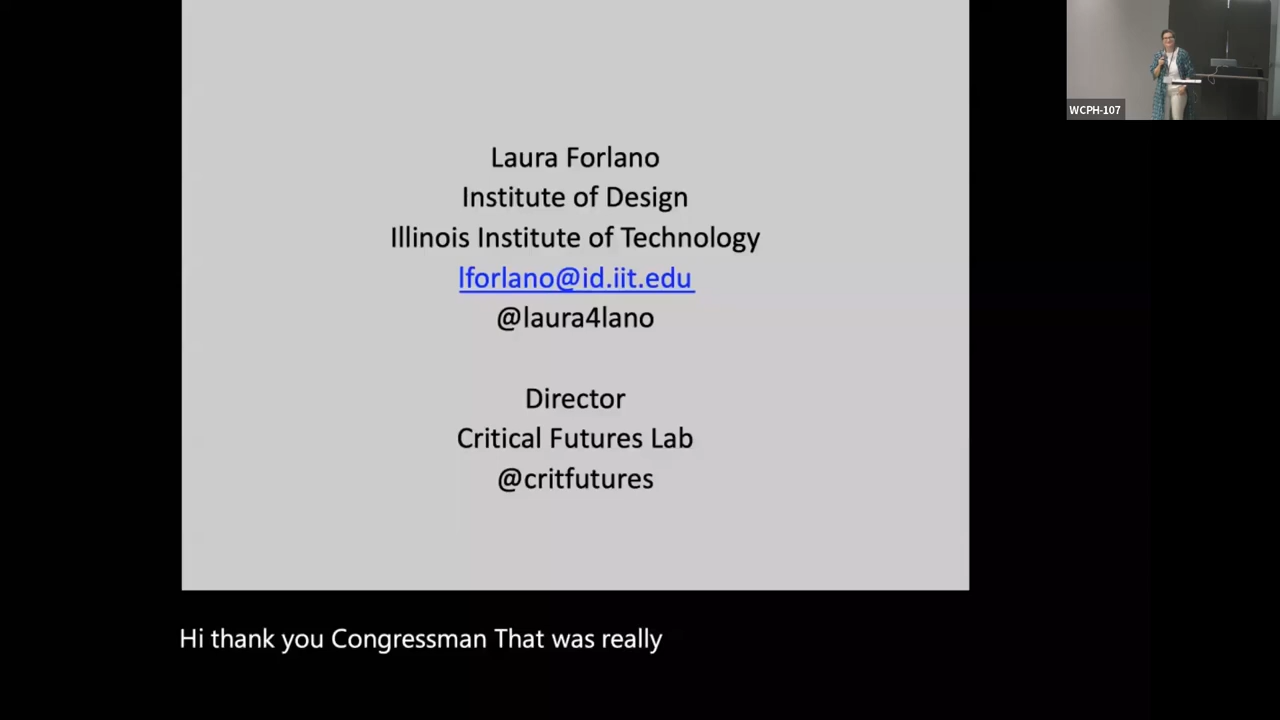 Laura Forlano
Institute of Design
Illinois Institute of Technology
lforlano@id.iit.edu
@laura4lano
Director
Critical Futures Lab
@critfutures
WCPH-107
Hi thank you Congressman That was really